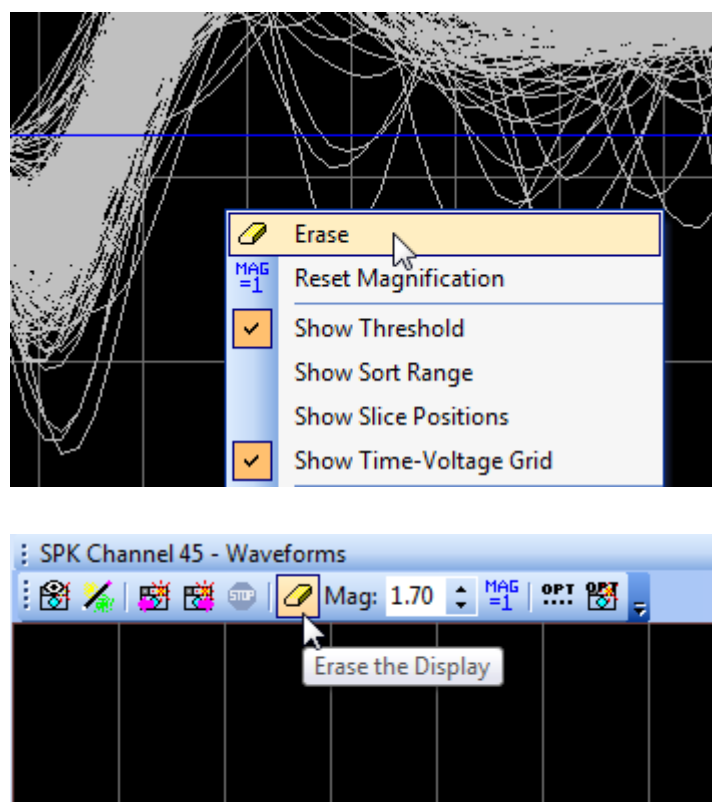 Erase
MAG
=1
Reset Magnification
Show Threshold
Show Sort Range
Show Slice Positions
Show Time-Voltage Grid
SPK Channel 45 - Waveforms
STOP
Mag: 1.70
MAG
=1
OPT
OPT
Erase the Display